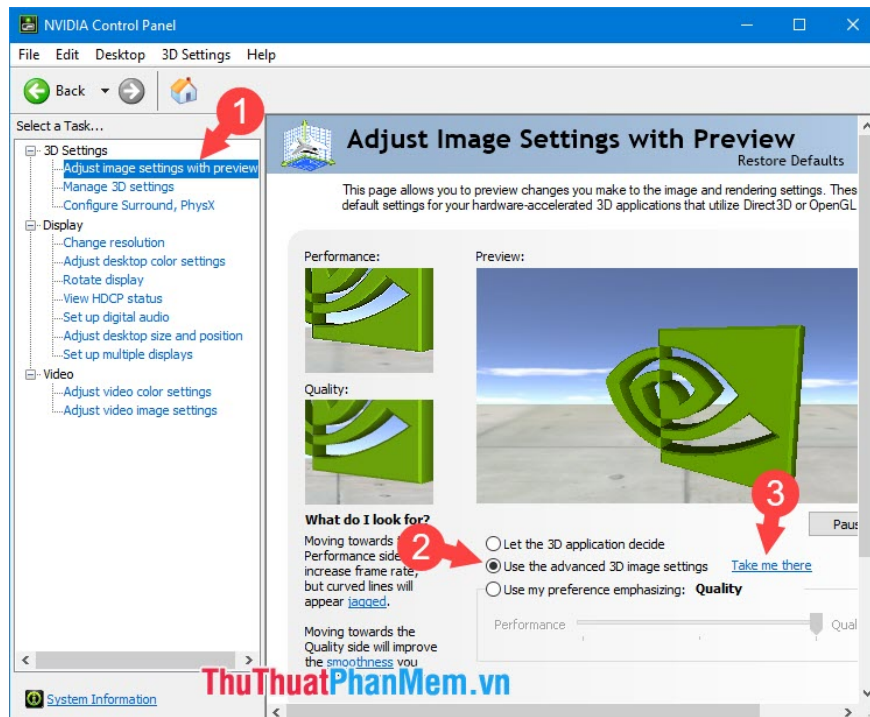 NVIDIA Control Panel
File Edit Desktop 3D Settings Help
Back
1
Select a Task...
3D Settings
Adjust image settings with preview
Manage 3D settings
Configure Surround, PhysX
Display
Change resolution
Adjust desktop color settings
Rotate display
View HDCP status
Set up digital audio
Adjust desktop size and position
Set up multiple displays
Video
Adjust video color settings
Adjust video image settings
System Information
Adjust Image Settings with Preview
Restore Defaults
This page allows you to preview changes you make to the image and rendering settings. Thes
default settings for your hardware-accelerated 3D applications that utilize Direct3D or OpenGL
Performance:
Preview:
Quality:
What do I look for?
Moving towards
Performance side
increase frame rate,
but curved lines will
appear jagged.
Moving towards the
Quality side will improve
the smoothness you
3
Paus
2
Let the 3D application decide
Use the advanced 3D image settings Take me there
Use my preference emphasizing: Quality
Performance Qual
ThuThuatPhanMem.vn